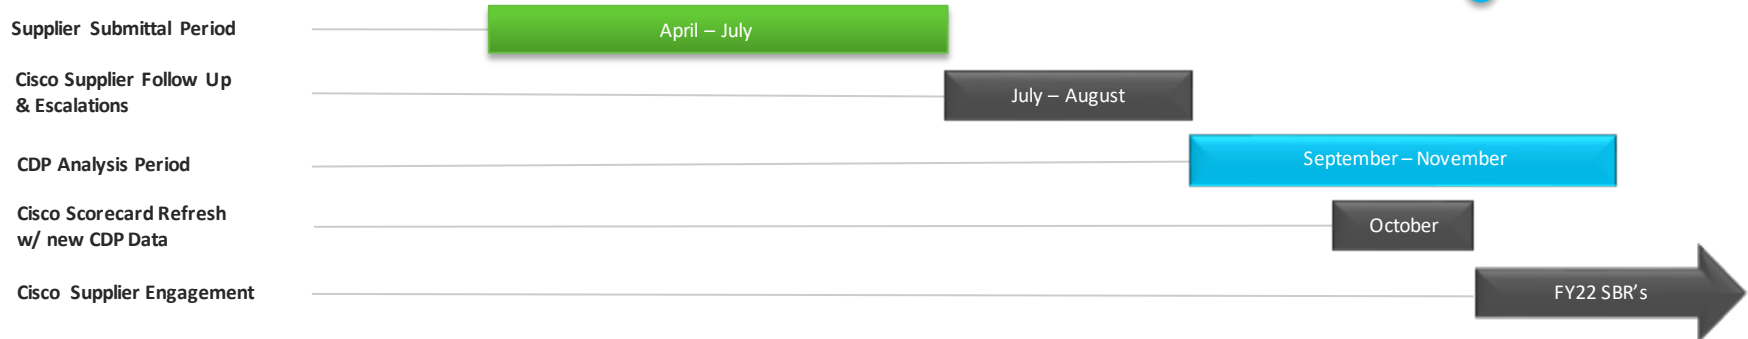 Supplier Submittal Period
April – July
Cisco Supplier Follow Up
& Escalations
July – August
CDP Analysis Period
September – November
Cisco Scorecard Refresh
w/ new CDP Data
October
Cisco Supplier Engagement
FY22 SBR's